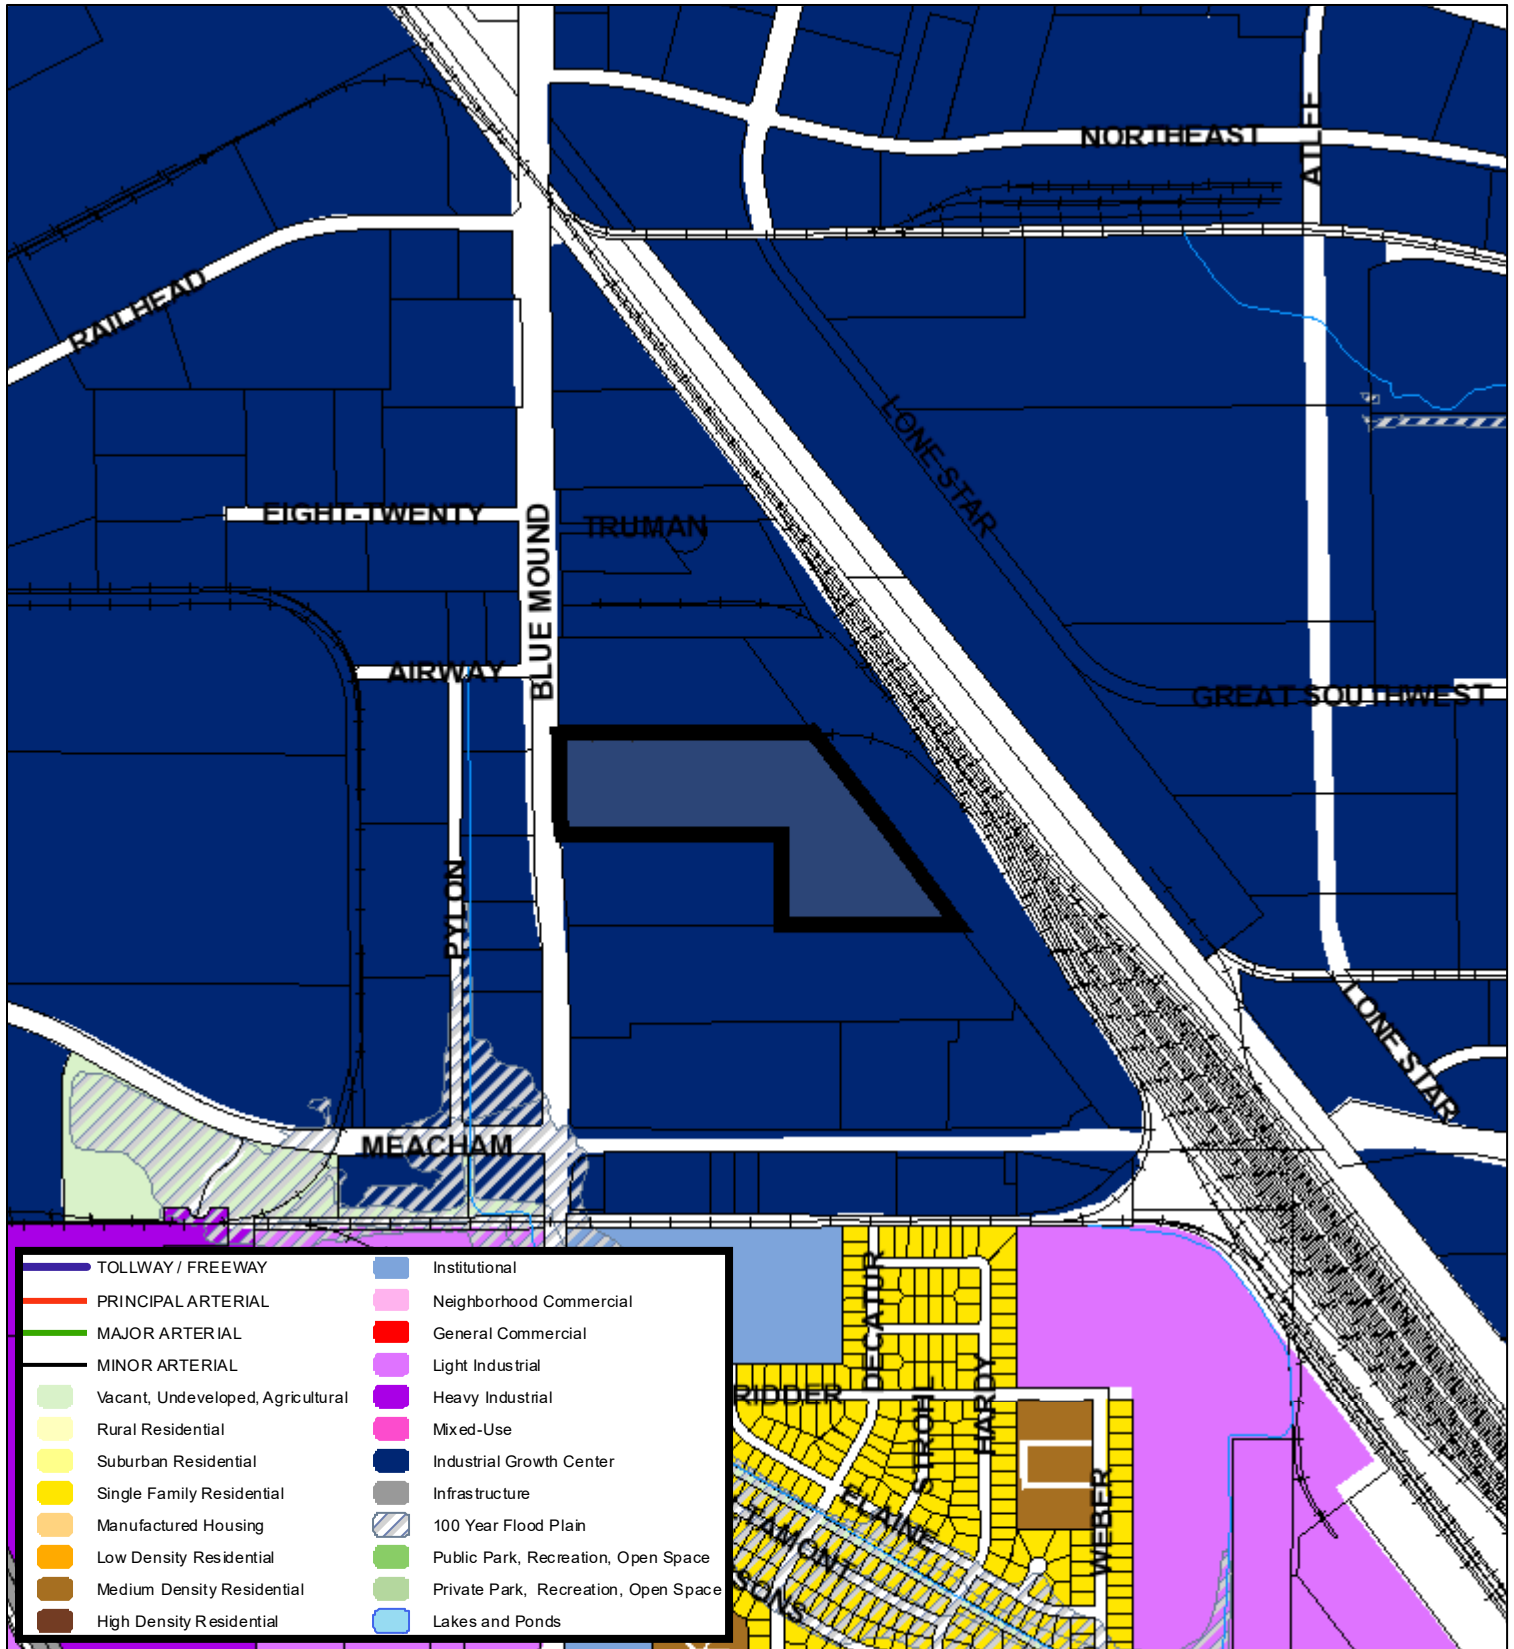 NORTHEAST
ATLEE
RAILHEAD
LONE STAR
EIGHT-TWENTY
TRUMAN
BLUE MOUND
AIRWAY
GREAT SOUTHWEST
PYLON
LONE STAR
MEACHAM
DECATUR
RIDDER
STROHL
HARDY
WEBER
ELAINE
TAMONT
SONS
TOLLWAY / FREEWAY
PRINCIPAL ARTERIAL
MAJOR ARTERIAL
MINOR ARTERIAL
Vacant, Undeveloped, Agricultural
Rural Residential
Suburban Residential
Single Family Residential
Manufactured Housing
Low Density Residential
Medium Density Residential
High Density Residential
Institutional
Neighborhood Commercial
General Commercial
Light Industrial
Heavy Industrial
Mixed-Use
Industrial Growth Center
Infrastructure
100 Year Flood Plain
Public Park, Recreation, Open Space
Private Park, Recreation, Open Space
Lakes and Ponds